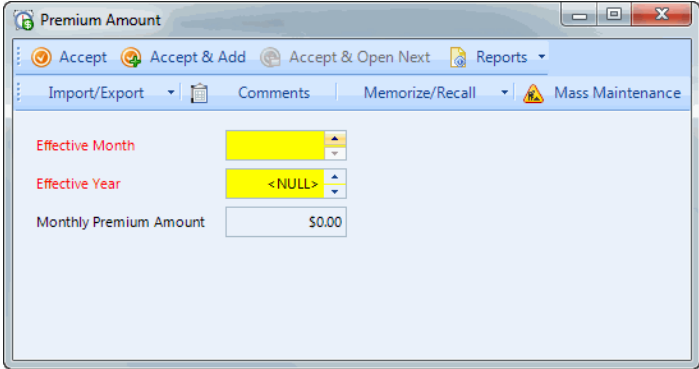 Premium Amount
Accept Accept & Add Accept & Open Next Reports
Import/Export Comments Memorize/Recall Mass Maintenance
Effective Month
Effective Year <NULL>
Monthly Premium Amount $0.00